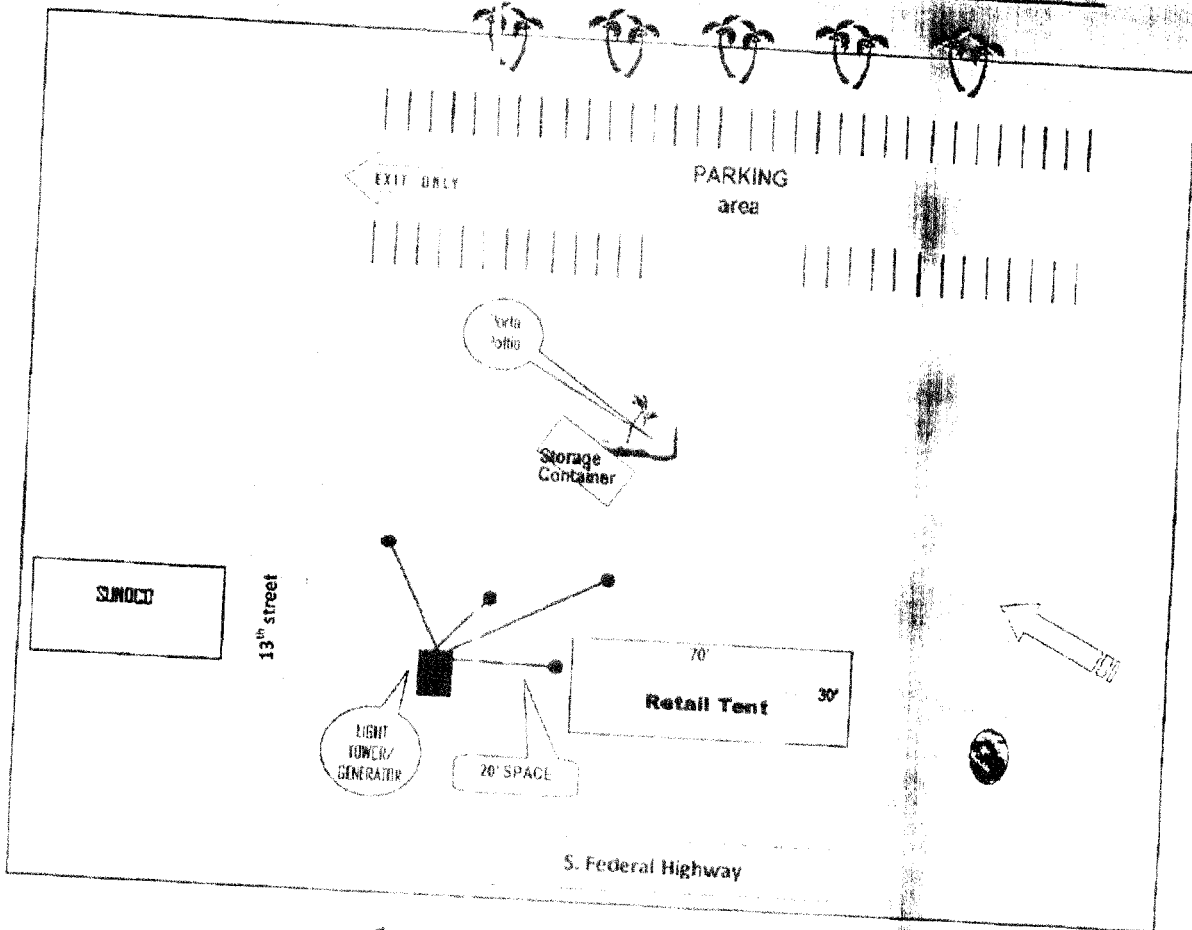 EXIT ONLY
PARKING
area
Porta
Pottie
Storage
Container
SUNOCO
13th street
70'
30'
Retail Tent
LIGHT
TOWER/
GENERATOR
20' SPACE
S. Federal Highway